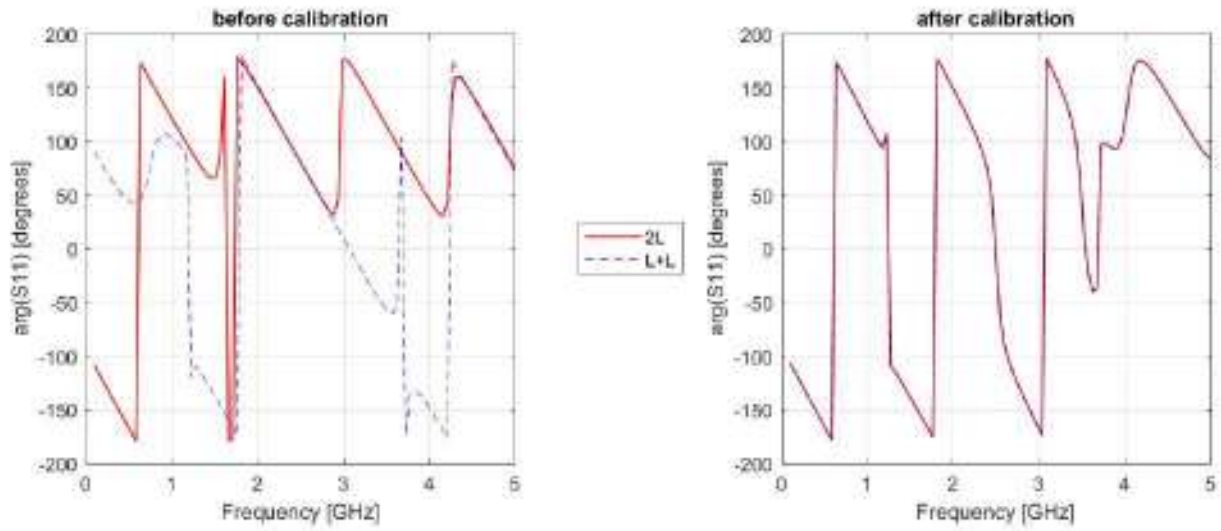 before calibration
200
150
100
50
0
-50
-100
-150
-200
arg(S11) [degrees]
0 1 2 3 4 5
Frequency [GHz]
2L
L+L
after calibration
200
150
100
50
0
-50
-100
-150
-200
arg(S11) [degrees]
0 1 2 3 4 5
Frequency [GHz]